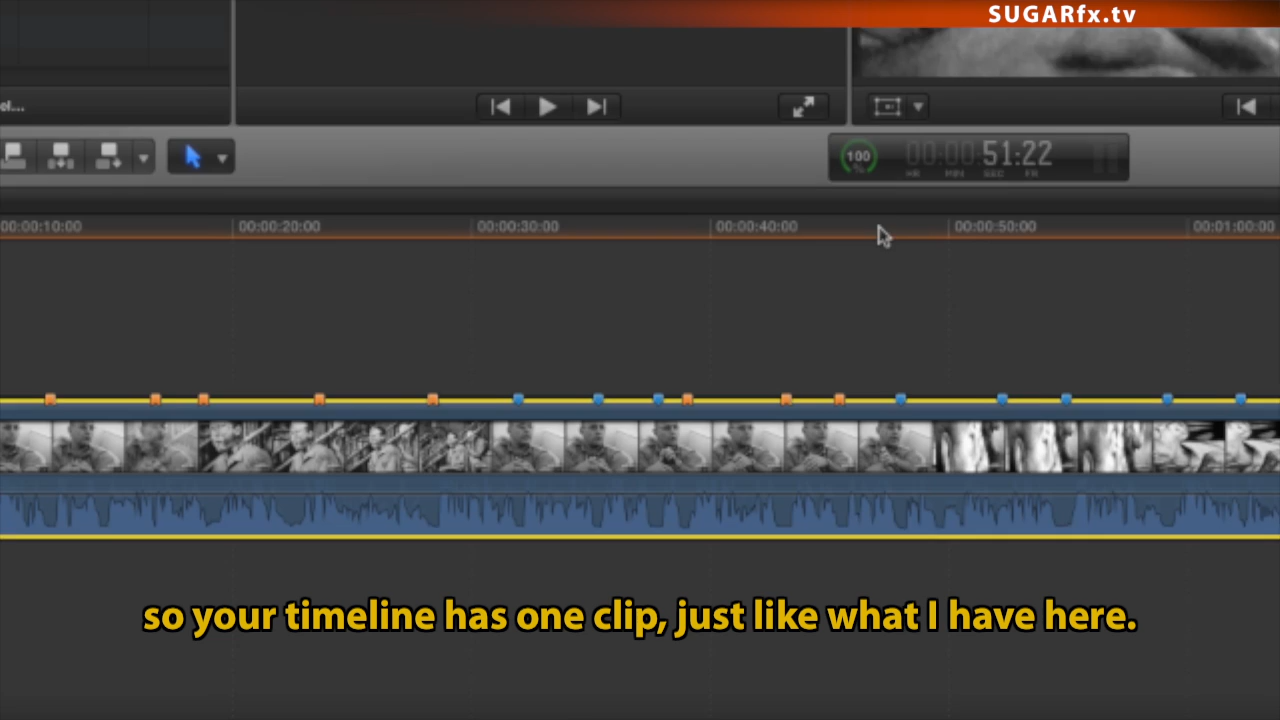 SUGARfx.tv
el...
100
%
00:00:51:22
HR MIN SEC FR
00:00:10:00 00:00:20:00 00:00:30:00 00:00:40:00 00:00:50:00 00:01:00:00
so your timeline has one clip, just like what I have here.